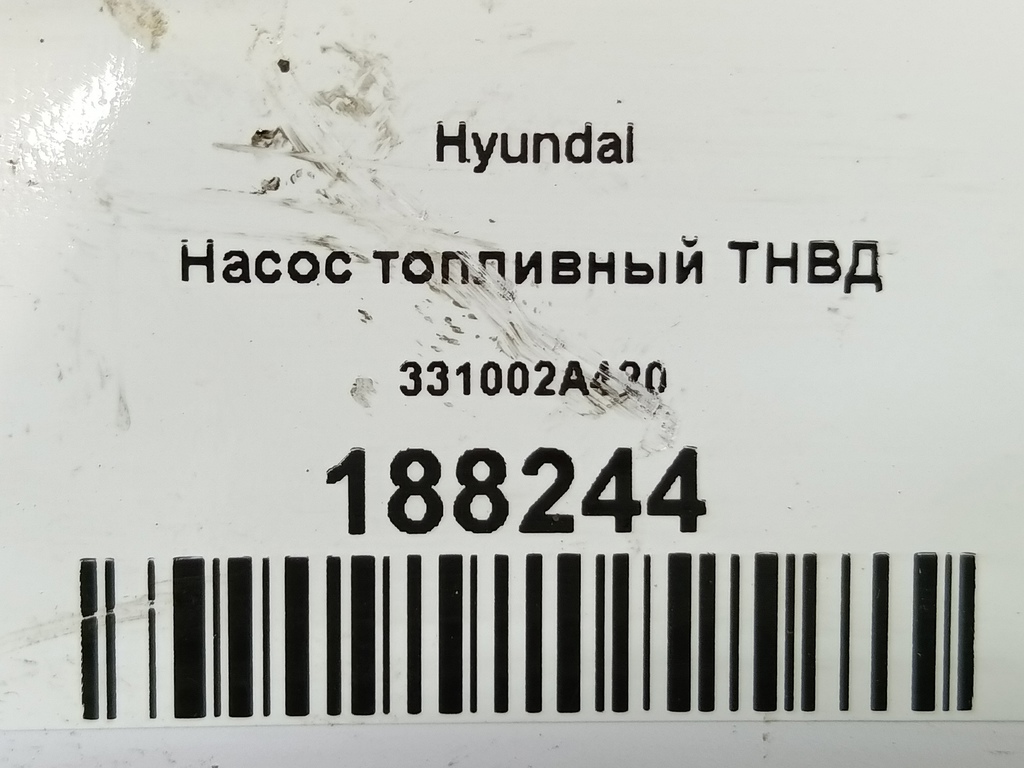 Hyundai
Насос топливный ТНВД
331002A420
188244